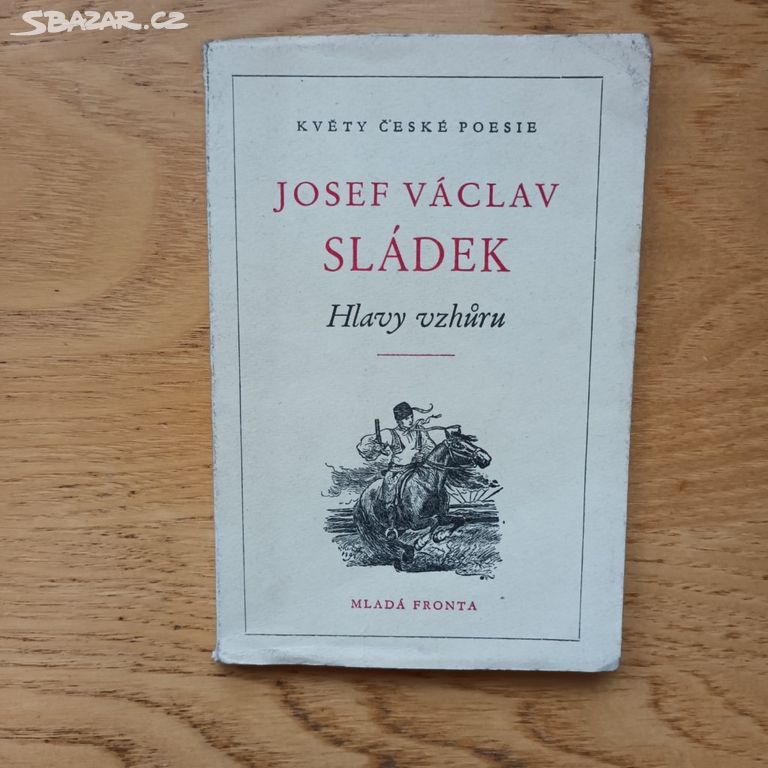 SBAZAR.CZ
KVĚTY ČESKÉ POESIE
JOSEF VÁCLAV
SLÁDEK
Hlavy vzhůru
MLADÁ FRONTA